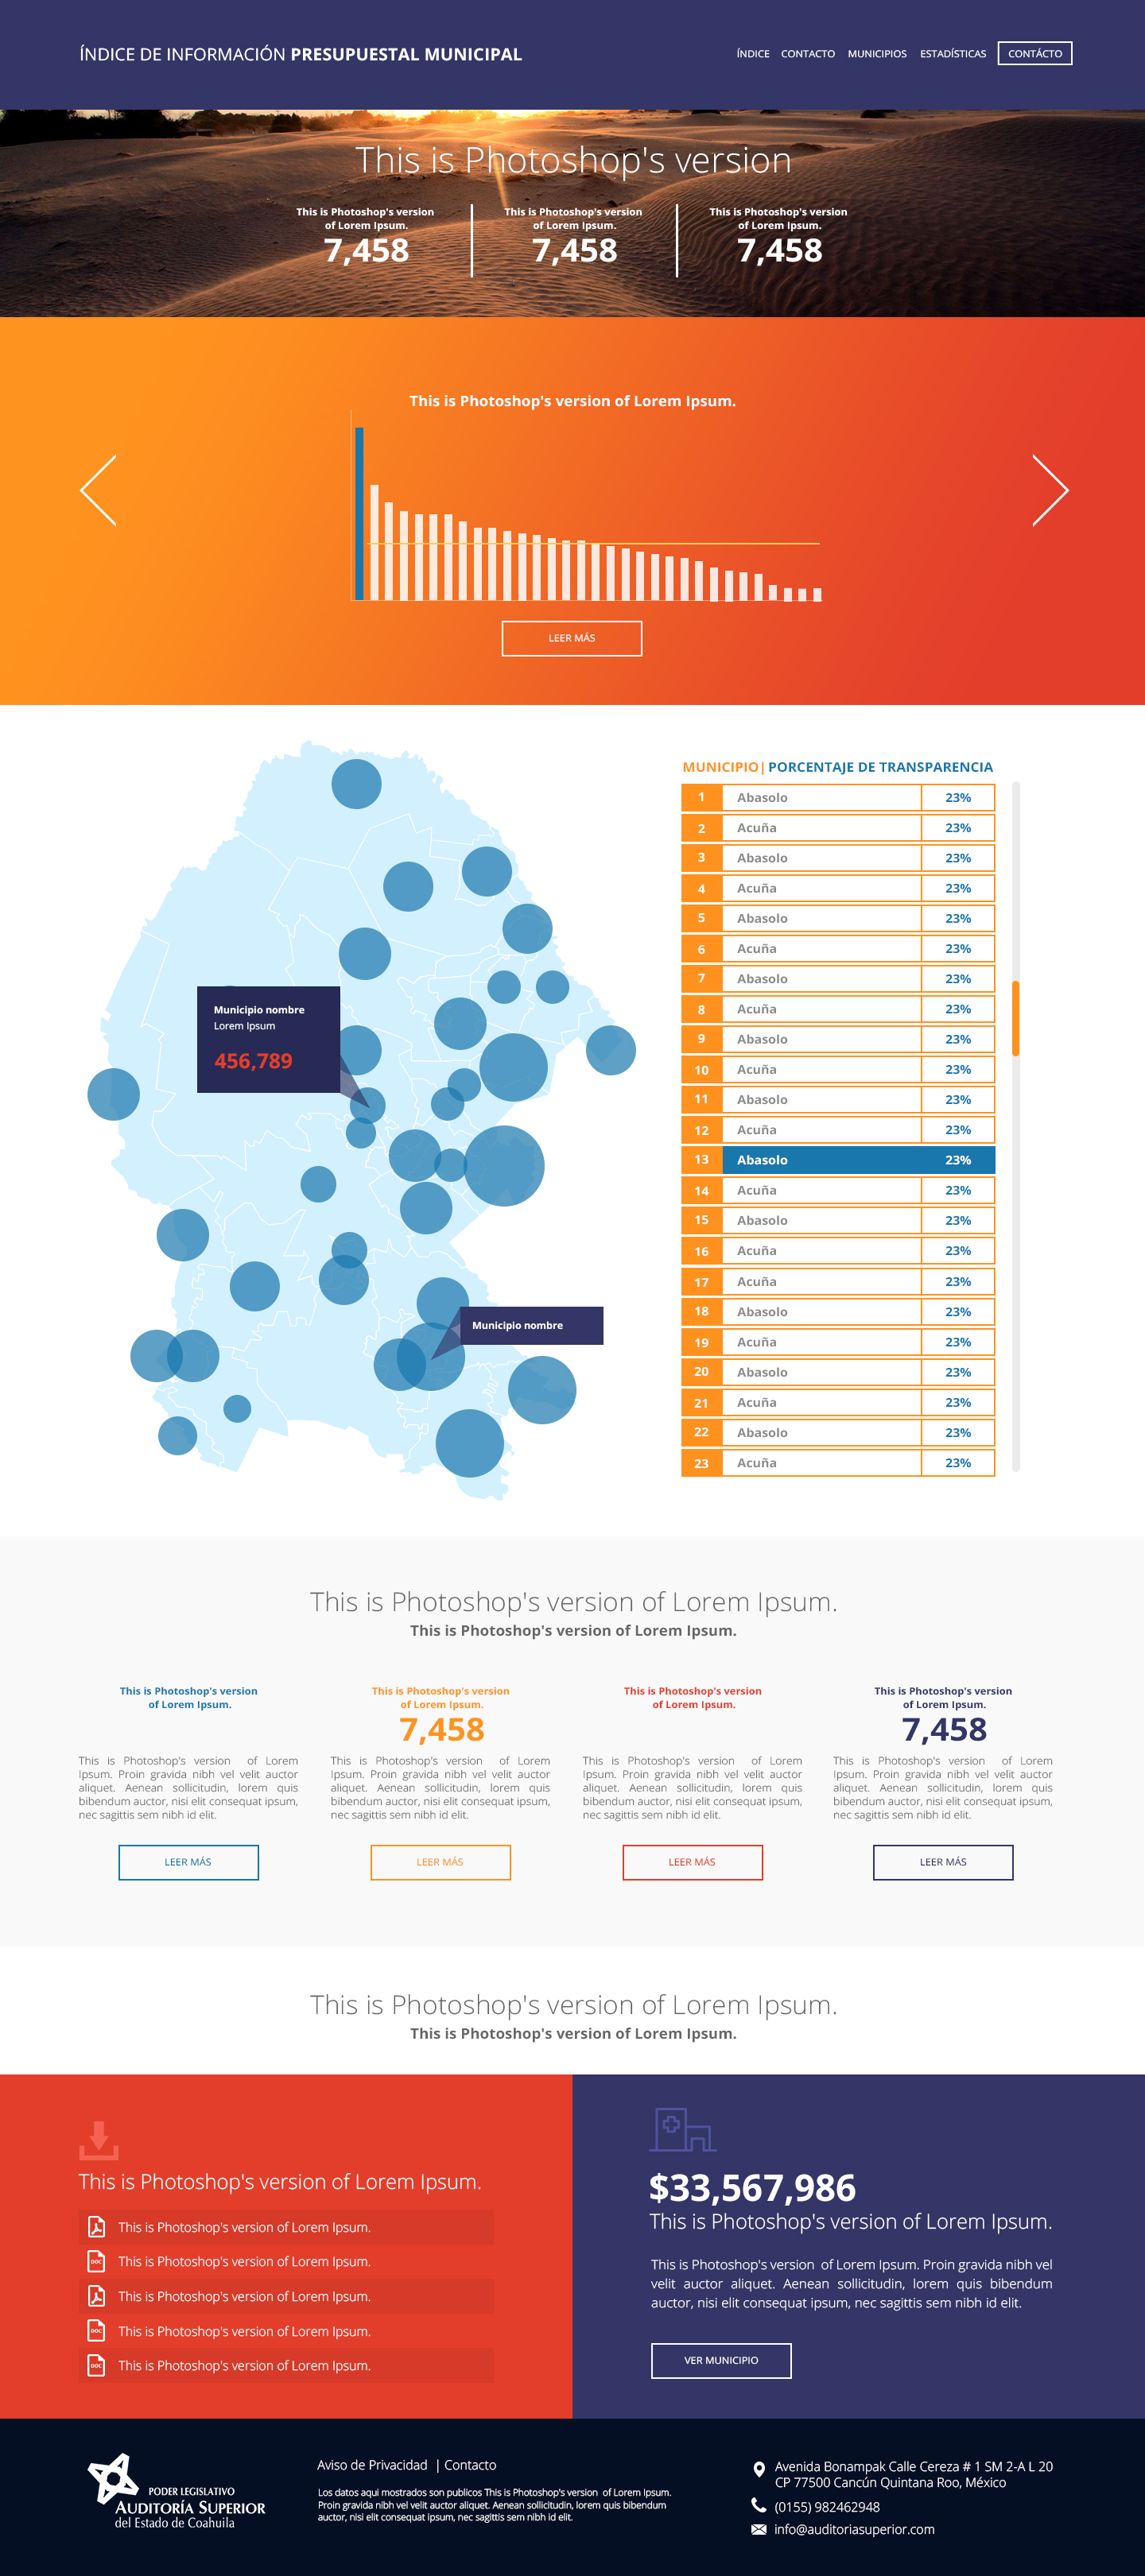 ÍNDICE DE INFORMACIÓN PRESUPUESTAL MUNICIPAL
ÍNDICE CONTACTO MUNICIPIOS ESTADÍSTICAS CONTÁCTO
This is Photoshop's version
This is Photoshop's version
of Lorem Ipsum.
7,458
This is Photoshop's version
of Lorem Ipsum.
7,458
This is Photoshop's version
of Lorem Ipsum.
7,458
This is Photoshop's version of Lorem Ipsum.
LEER MÁS
Municipio nombre
Lorem Ipsum
456,789
Municipio nombre
MUNICIPIO| PORCENTAJE DE TRANSPARENCIA
1 Abasolo 23%
2 Acuña 23%
3 Abasolo 23%
4 Acuña 23%
5 Abasolo 23%
6 Acuña 23%
7 Abasolo 23%
8 Acuña 23%
9 Abasolo 23%
10 Acuña 23%
11 Abasolo 23%
12 Acuña 23%
13 Abasolo 23%
14 Acuña 23%
15 Abasolo 23%
16 Acuña 23%
17 Acuña 23%
18 Abasolo 23%
19 Acuña 23%
20 Abasolo 23%
21 Acuña 23%
22 Abasolo 23%
23 Acuña 23%
This is Photoshop's version of Lorem Ipsum.
This is Photoshop's version of Lorem Ipsum.
This is Photoshop's version
of Lorem Ipsum.
This is Photoshop's version of Lorem
Ipsum. Proin gravida nibh vel velit auctor
aliquet. Aenean sollicitudin, lorem quis
bibendum auctor, nisi elit consequat ipsum,
nec sagittis sem nibh id elit.
LEER MÁS
This is Photoshop's version
of Lorem Ipsum.
7,458
This is Photoshop's version of Lorem
Ipsum. Proin gravida nibh vel velit auctor
aliquet. Aenean sollicitudin, lorem quis
bibendum auctor, nisi elit consequat ipsum,
nec sagittis sem nibh id elit.
LEER MÁS
This is Photoshop's version
of Lorem Ipsum.
This is Photoshop's version of Lorem
Ipsum. Proin gravida nibh vel velit auctor
aliquet. Aenean sollicitudin, lorem quis
bibendum auctor, nisi elit consequat ipsum,
nec sagittis sem nibh id elit.
LEER MÁS
This is Photoshop's version
of Lorem Ipsum.
7,458
This is Photoshop's version of Lorem
Ipsum. Proin gravida nibh vel velit auctor
aliquet. Aenean sollicitudin, lorem quis
bibendum auctor, nisi elit consequat ipsum,
nec sagittis sem nibh id elit.
LEER MÁS
This is Photoshop's version of Lorem Ipsum.
This is Photoshop's version of Lorem Ipsum.
This is Photoshop's version of Lorem Ipsum.
This is Photoshop's version of Lorem Ipsum.
DOC This is Photoshop's version of Lorem Ipsum.
This is Photoshop's version of Lorem Ipsum.
DOC This is Photoshop's version of Lorem Ipsum.
DOC This is Photoshop's version of Lorem Ipsum.
$33,567,986
This is Photoshop's version of Lorem Ipsum.
This is Photoshop's version of Lorem Ipsum. Proin gravida nibh vel
velit auctor aliquet. Aenean sollicitudin, lorem quis bibendum
auctor, nisi elit consequat ipsum, nec sagittis sem nibh id elit.
VER MUNICIPIO
PODER LEGISLATIVO
AUDITORÍA SUPERIOR
del Estado de Coahuila
Aviso de Privacidad | Contacto
Los datos aqui mostrados son publicos This is Photoshop's version of Lorem Ipsum.
Proin gravida nibh vel velit auctor aliquet. Aenean sollicitudin, lorem quis bibendum
auctor, nisi elit consequat ipsum, nec sagittis sem nibh id elit.
Avenida Bonampak Calle Cereza # 1 SM 2-A L 20
CP 77500 Cancún Quintana Roo, México
(0155) 982462948
info@auditoriasuperior.com